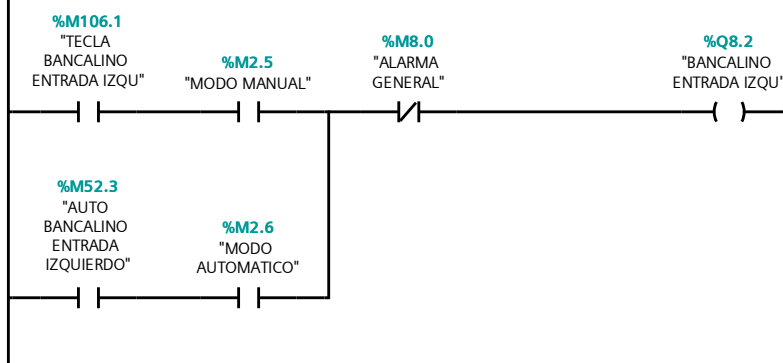 %M106.1
"TECLA
BANCALINO
ENTRADA IZQU"
%M2.5
"MODO MANUAL"
%M8.0
"ALARMA
GENERAL"
%Q8.2
"BANCALINO
ENTRADA IZQU"
%M52.3
"AUTO
BANCALINO
ENTRADA
IZQUIERDO"
%M2.6
"MODO
AUTOMATICO"